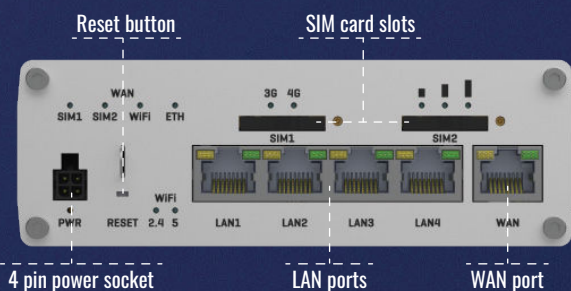 Reset button
SIM card slots
WAN
3G 4G
SIM1 SIM2 WiFi ETH
SIM1
SIM2
WiFi
PWR RESET 2.4 5 LAN1 LAN2 LAN3 LAN4 WAN
4 pin power socket
LAN ports
WAN port